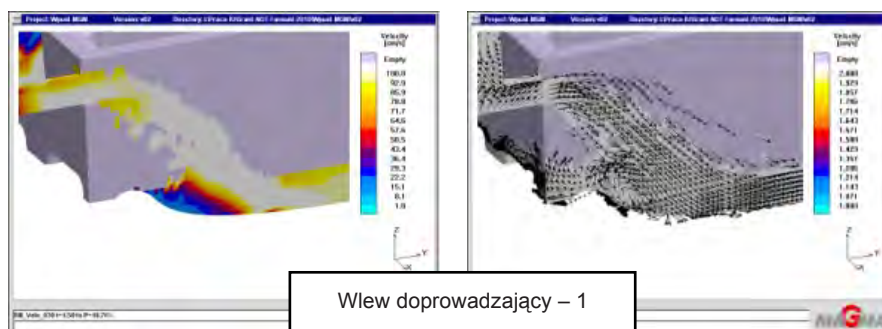 Project: Wpust MGM Version: v02
Velocity
[cm/s]
Empty
100.0
92.9
85.9
78.8
71.7
64.6
57.6
50.5
43.4
36.4
29.3
22.2
15.1
8.1
1.0
Z
Y
X
Project: Wpust MGM Version: v02
Velocity
[cm/s]
Empty
2.000
1.929
1.857
1.786
1.714
1.643
1.571
1.500
1.429
1.357
1.286
1.214
1.143
1.071
1.000
Z
Y
X
Wlew doprowadzający – 1
MAGMA